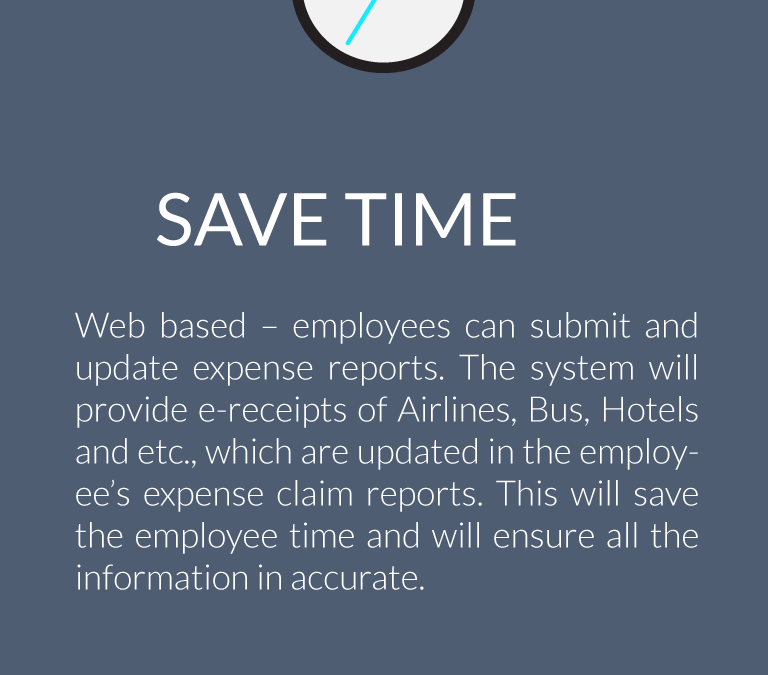 SAVE TIME
Web based – employees can submit and
update expense reports. The system will
provide e-receipts of Airlines, Bus, Hotels
and etc., which are updated in the employ-
ee’s expense claim reports. This will save
the employee time and will ensure all the
information in accurate.